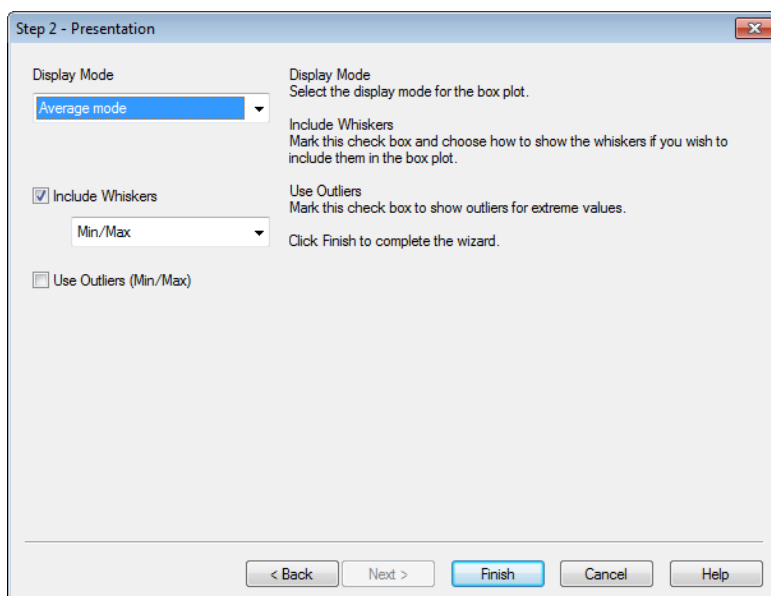 Step 2 - Presentation
Display Mode
Average mode
Include Whiskers
Min/Max
Use Outliers (Min/Max)
Display Mode
Select the display mode for the box plot.
Include Whiskers
Mark this check box and choose how to show the whiskers if you wish to
include them in the box plot.
Use Outliers
Mark this check box to show outliers for extreme values.
Click Finish to complete the wizard.
< Back
Next >
Finish
Cancel
Help